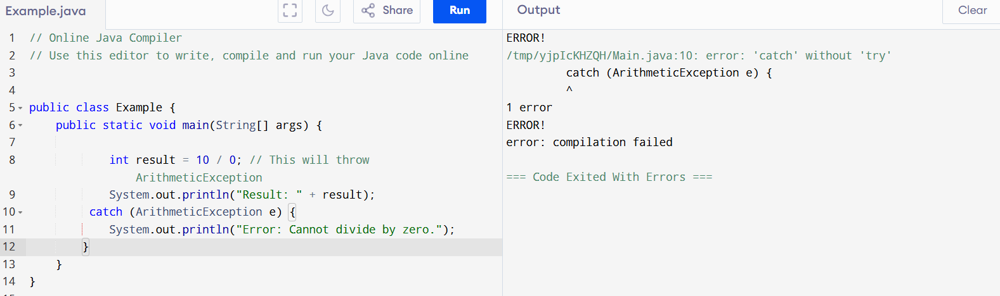 Example.java
Share
Run
Output
Clear
1 // Online Java Compiler
2 // Use this editor to write, compile and run your Java code online
3
4
5 public class Example {
6 public static void main(String[] args) {
7
8 int result = 10 / 0; // This will throw
ArithmeticException
9 System.out.println("Result: " + result);
10 catch (ArithmeticException e) {
11 System.out.println("Error: Cannot divide by zero.");
12 }
13 }
14 }
ERROR!
/tmp/yjpIcKHZQH/Main.java:10: error: 'catch' without 'try'
catch (ArithmeticException e) {
^
1 error
ERROR!
error: compilation failed
=== Code Exited With Errors ===